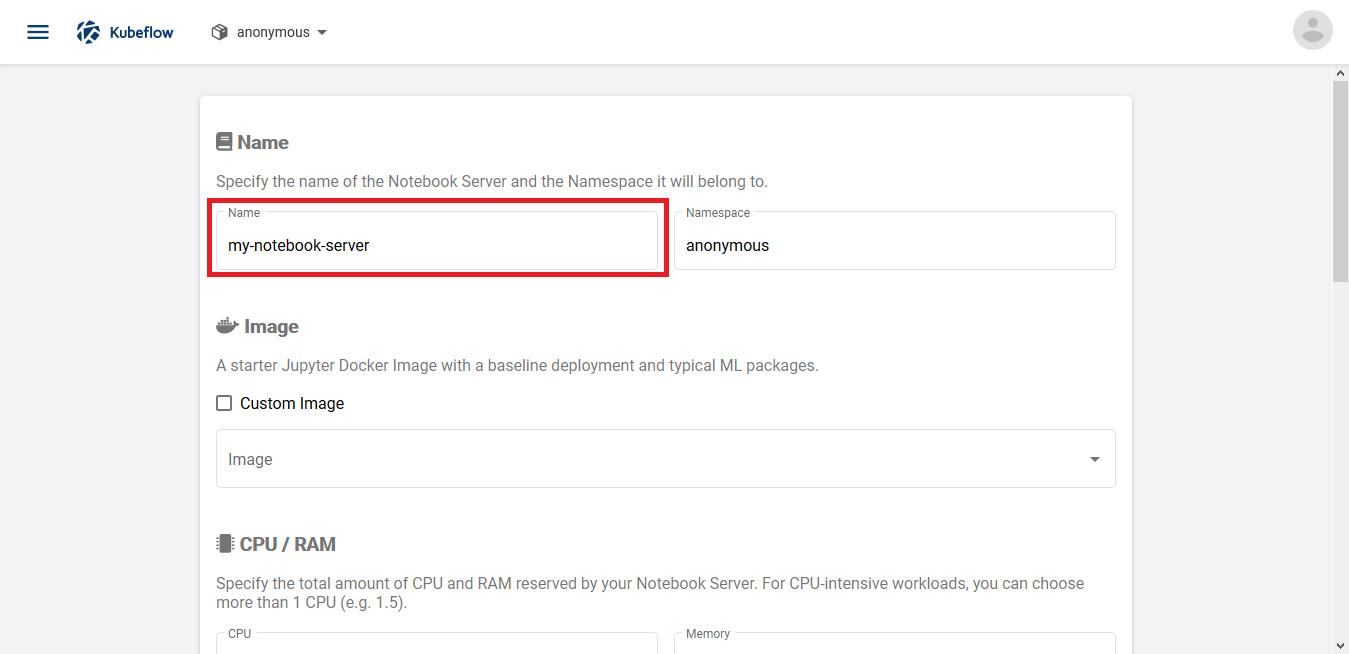 Kubeflow
anonymous
Name
Specify the name of the Notebook Server and the Namespace it will belong to.
Name
my-notebook-server
Namespace
anonymous
Image
A starter Jupyter Docker Image with a baseline deployment and typical ML packages.
Custom Image
Image
CPU / RAM
Specify the total amount of CPU and RAM reserved by your Notebook Server. For CPU-intensive workloads, you can choose
more than 1 CPU (e.g. 1.5).
CPU
Memory